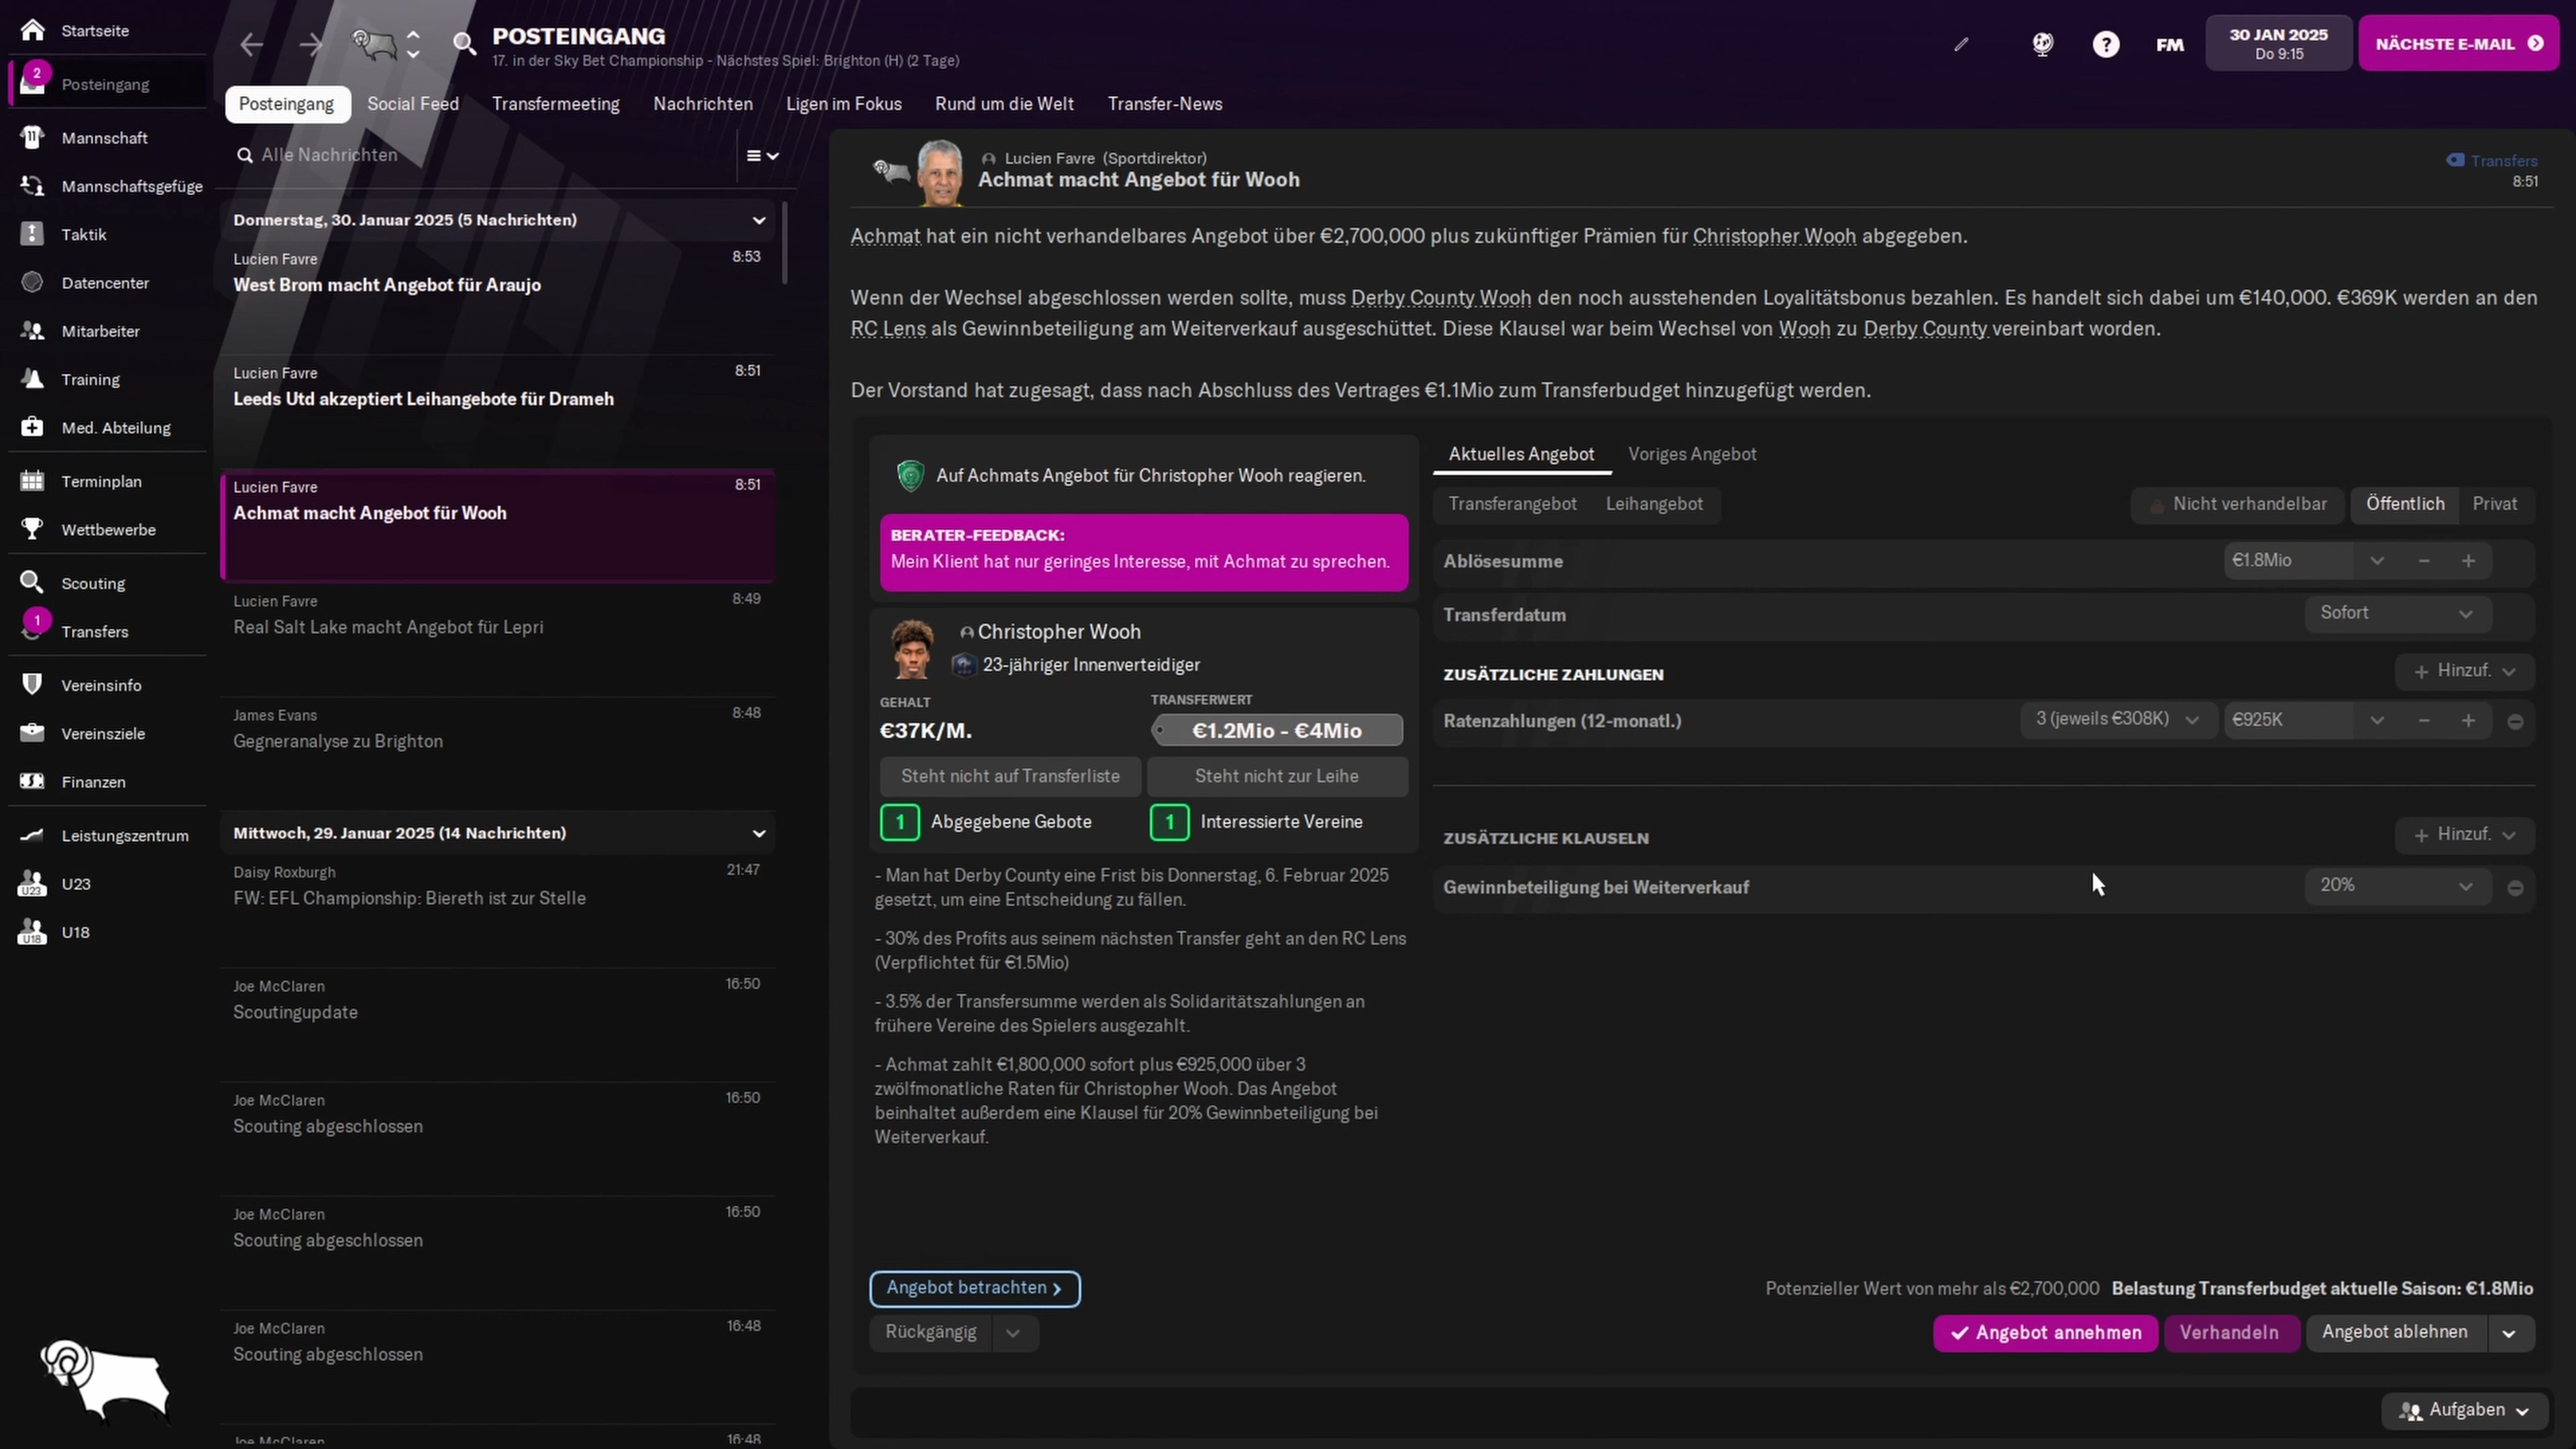 Startseite
2
Posteingang
Mannschaft
Mannschaftsgefüge
Taktik
Datencenter
Mitarbeiter
Training
Med. Abteilung
Terminplan
Wettbewerbe
Scouting
1
Transfers
Vereinsinfo
Vereinsziele
Finanzen
Leistungszentrum
U23
U23
U18
U18
POSTEINGANG
17. in der Sky Bet Championship - Nächstes Spiel: Brighton (H) (2 Tage)
?
FM
30 JAN 2025
Do 9:15
NÄCHSTE E-MAIL
Posteingang Social Feed Transfermeeting Nachrichten Ligen im Fokus Rund um die Welt Transfer-News
Alle Nachrichten
Donnerstag, 30. Januar 2025 (5 Nachrichten)
Lucien Favre 8:53
West Brom macht Angebot für Araujo
Lucien Favre 8:51
Leeds Utd akzeptiert Leihangebote für Drameh
Lucien Favre 8:51
Achmat macht Angebot für Wooh
Lucien Favre 8:49
Real Salt Lake macht Angebot für Lepri
James Evans 8:48
Gegneranalyse zu Brighton
Mittwoch, 29. Januar 2025 (14 Nachrichten)
Daisy Roxburgh 21:47
FW: EFL Championship: Biereth ist zur Stelle
Joe McClaren 16:50
Scoutingupdate
Joe McClaren 16:50
Scouting abgeschlossen
Joe McClaren 16:50
Scouting abgeschlossen
Joe McClaren 16:48
Scouting abgeschlossen
Joe McClaren 16:48
Lucien Favre (Sportdirektor)
Achmat macht Angebot für Wooh
Transfers
8:51
Achmat hat ein nicht verhandelbares Angebot über €2,700,000 plus zukünftiger Prämien für Christopher Wooh abgegeben.
Wenn der Wechsel abgeschlossen werden sollte, muss Derby County Wooh den noch ausstehenden Loyalitätsbonus bezahlen. Es handelt sich dabei um €140,000. €369K werden an den
RC Lens als Gewinnbeteiligung am Weiterverkauf ausgeschüttet. Diese Klausel war beim Wechsel von Wooh zu Derby County vereinbart worden.
Der Vorstand hat zugesagt, dass nach Abschluss des Vertrages €1.1Mio zum Transferbudget hinzugefügt werden.
Auf Achmats Angebot für Christopher Wooh reagieren.
BERATER-FEEDBACK:
Mein Klient hat nur geringes Interesse, mit Achmat zu sprechen.
Christopher Wooh
23-jähriger Innenverteidiger
GEHALT TRANSFERWERT
€37K/M. €1.2Mio - €4Mio
Steht nicht auf Transferliste Steht nicht zur Leihe
1 Abgegebene Gebote 1 Interessierte Vereine
- Man hat Derby County eine Frist bis Donnerstag, 6. Februar 2025
gesetzt, um eine Entscheidung zu fällen.
- 30% des Profits aus seinem nächsten Transfer geht an den RC Lens
(Verpflichtet für €1.5Mio)
- 3.5% der Transfersumme werden als Solidaritätszahlungen an
frühere Vereine des Spielers ausgezahlt.
- Achmat zahlt €1,800,000 sofort plus €925,000 über 3
zwölfmonatliche Raten für Christopher Wooh. Das Angebot
beinhaltet außerdem eine Klausel für 20% Gewinnbeteiligung bei
Weiterverkauf.
Aktuelles Angebot Voriges Angebot
Transferangebot Leihangebot Nicht verhandelbar Öffentlich Privat
Ablösesumme €1.8Mio
Transferdatum Sofort
ZUSÄTZLICHE ZAHLUNGEN + Hinzuf.
Ratenzahlungen (12-monatl.) 3 (jeweils €308K) €925K
ZUSÄTZLICHE KLAUSELN + Hinzuf.
Gewinnbeteiligung bei Weiterverkauf 20%
Angebot betrachten
Rückgängig
Potenzieller Wert von mehr als €2,700,000 Belastung Transferbudget aktuelle Saison: €1.8Mio
Angebot annehmen Verhandeln Angebot ablehnen
Aufgaben